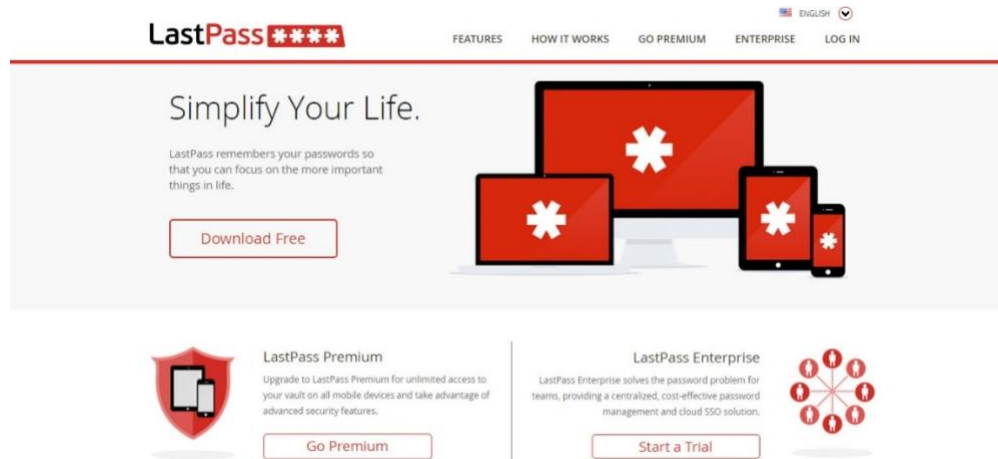 ENGLISH
LastPass ****
FEATURES HOW IT WORKS GO PREMIUM ENTERPRISE LOG IN
Simplify Your Life.
LastPass remembers your passwords so
that you can focus on the more important
things in life.
Download Free
LastPass Premium
Upgrade to LastPass Premium for unlimited access to
your vault on all mobile devices and take advantage of
advanced security features.
Go Premium
LastPass Enterprise
LastPass Enterprise solves the password problem for
teams, providing a centralized, cost-effective password
management and cloud SSO solution.
Start a Trial